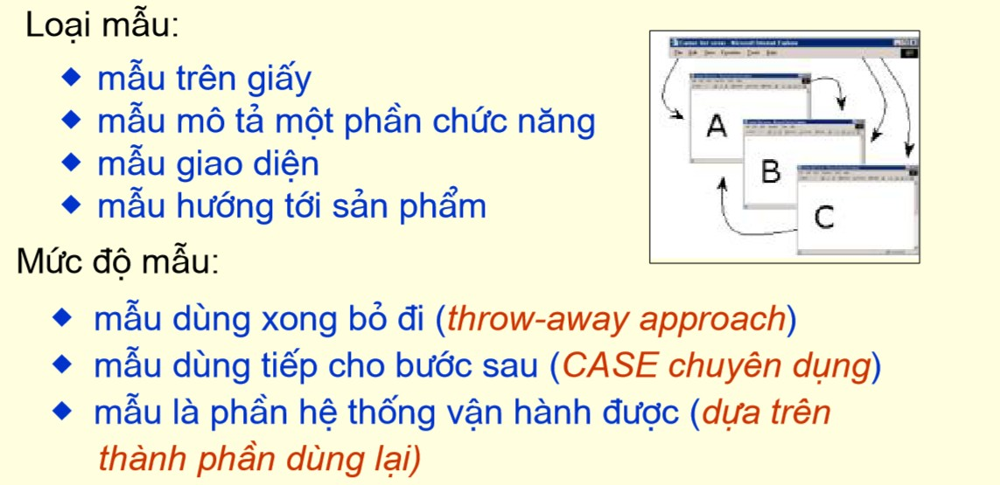 Loại mẫu:
◆ mẫu trên giấy
◆ mẫu mô tả một phần chức năng
◆ mẫu giao diện
◆ mẫu hướng tới sản phẩm
A
B
C
Mức độ mẫu:
◆ mẫu dùng xong bỏ đi (throw-away approach)
◆ mẫu dùng tiếp cho bước sau (CASE chuyên dụng)
◆ mẫu là phần hệ thống vận hành được (dựa trên
thành phần dùng lại)